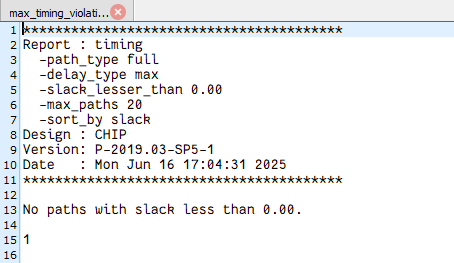 max_timing_violati...
1 ****************************************
2 Report : timing
3   -path_type full
4   -delay_type max
5   -slack_lesser_than 0.00
6   -max_paths 20
7   -sort_by slack
8 Design : CHIP
9 Version: P-2019.03-SP5-1
10 Date   : Mon Jun 16 17:04:31 2025
11 ****************************************
12
13 No paths with slack less than 0.00.
14
15 1
16